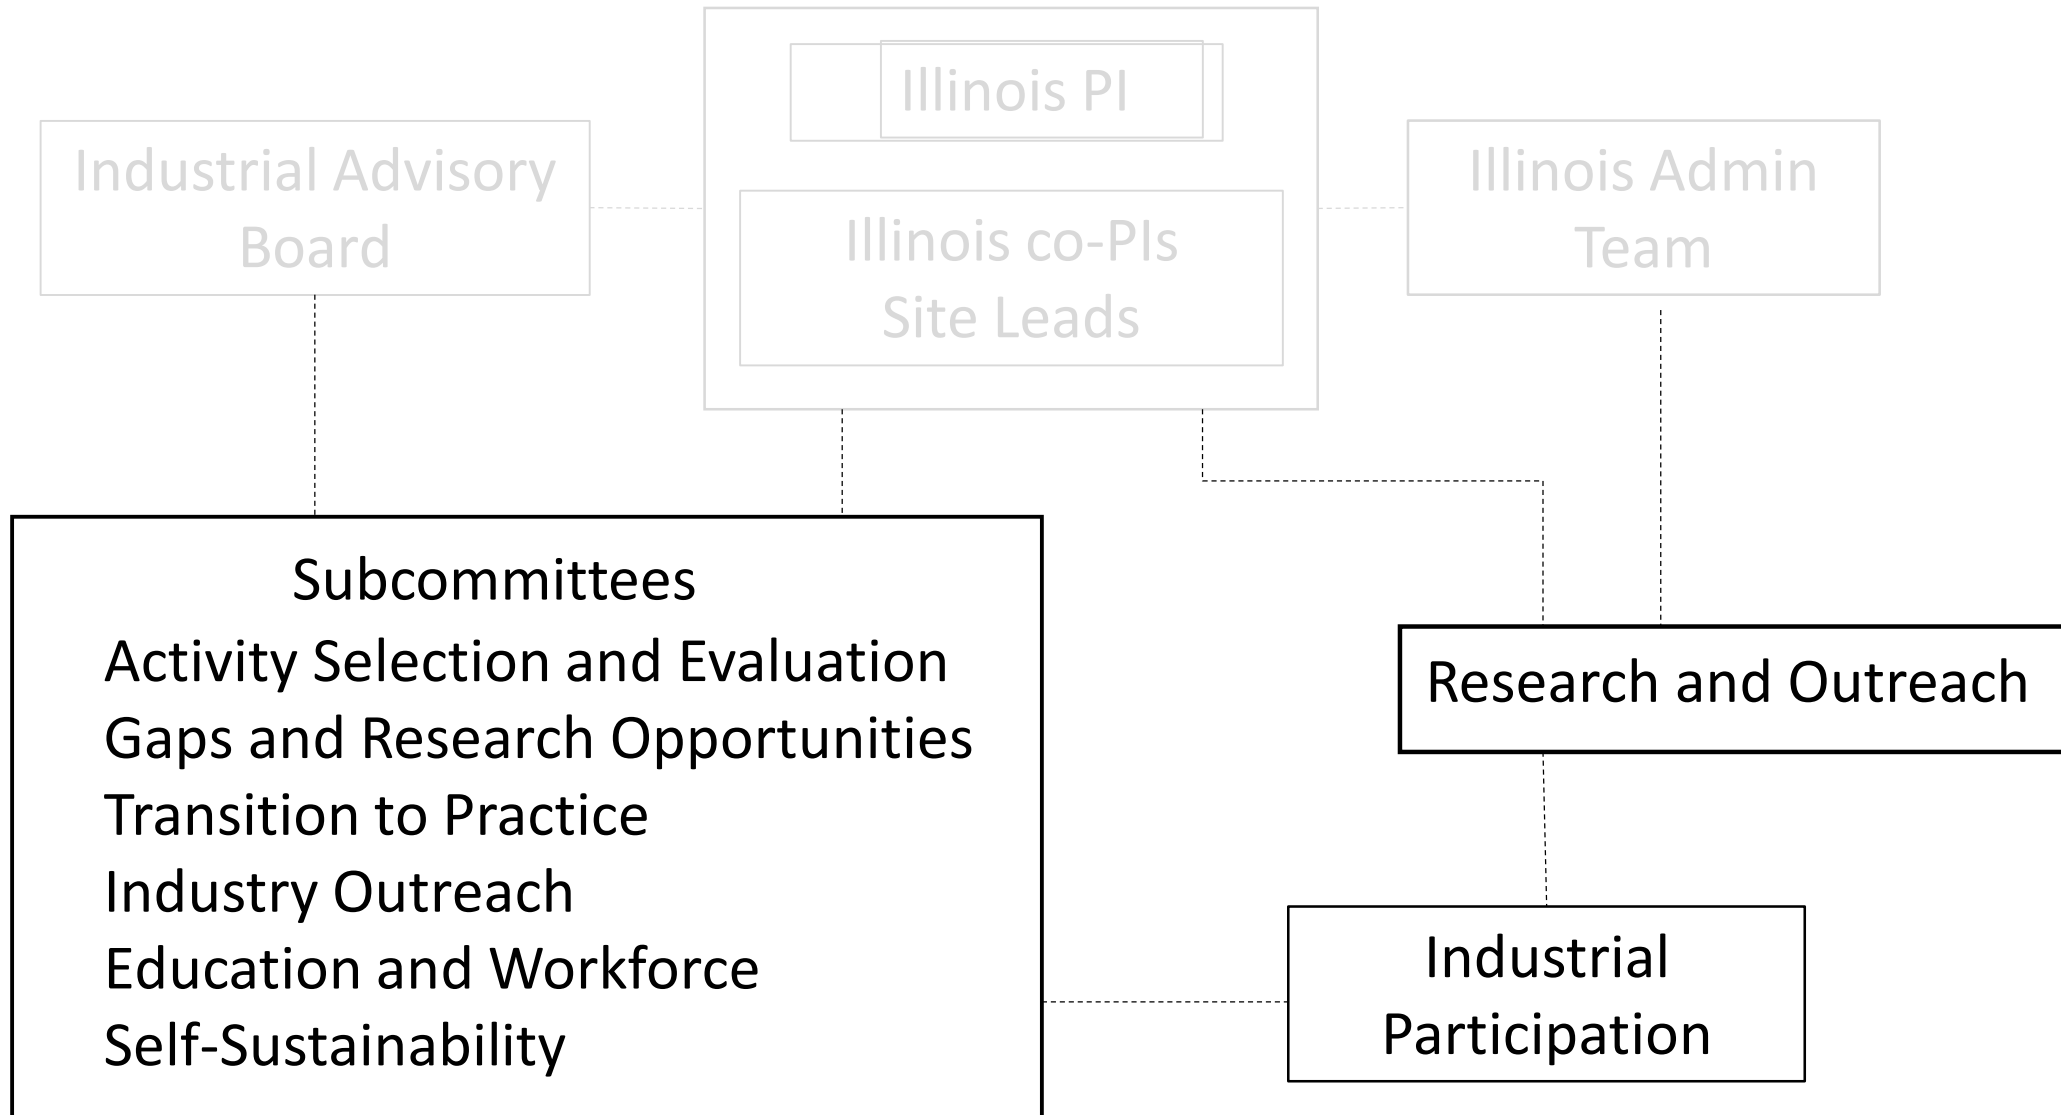 Illinois PI
Industrial Advisory
Board
Illinois co-PIs
Site Leads
Illinois Admin
Team
Subcommittees
Activity Selection and Evaluation
Gaps and Research Opportunities
Transition to Practice
Industry Outreach
Education and Workforce
Self-Sustainability
Research and Outreach
Industrial
Participation